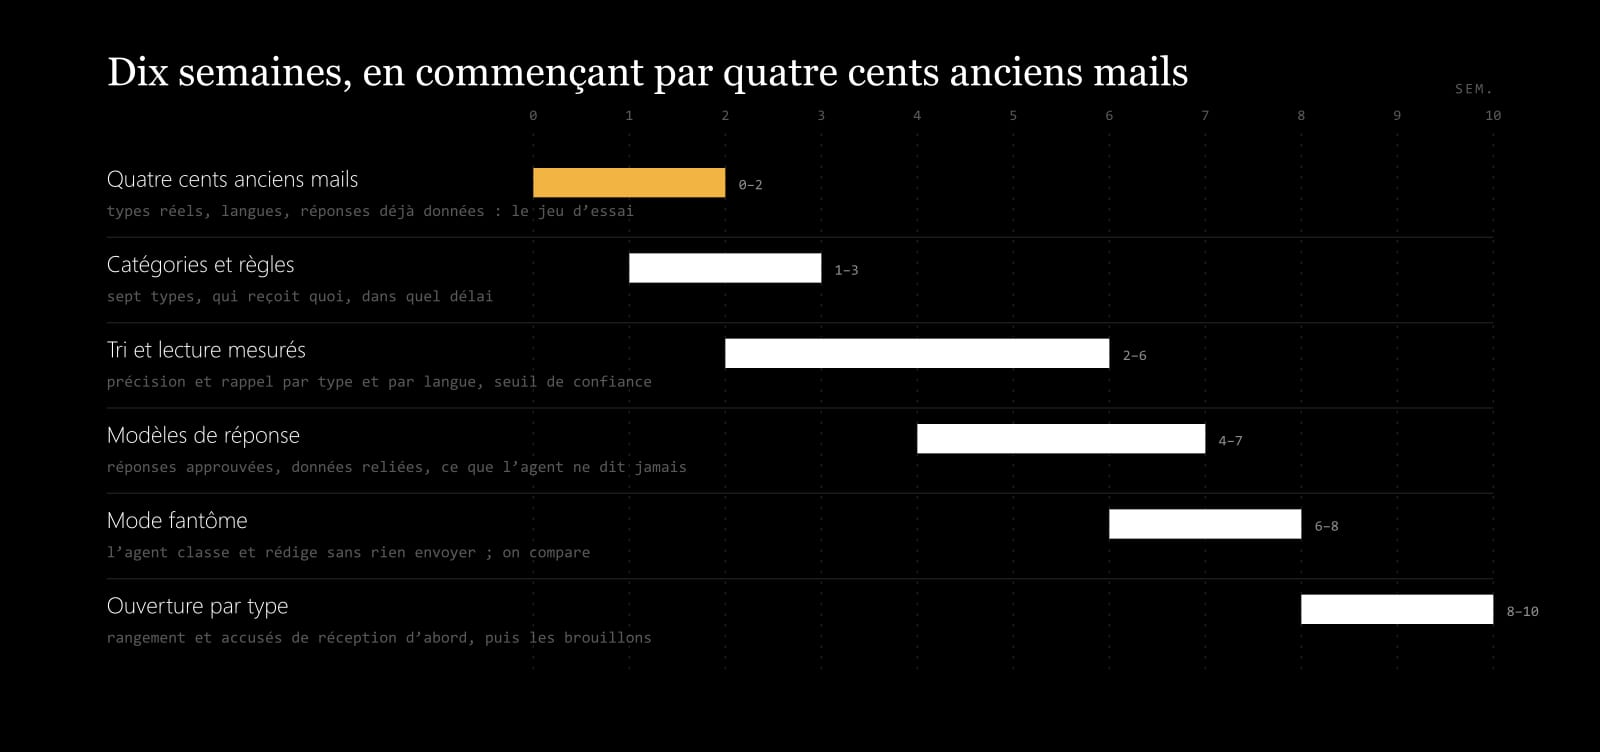 Dix semaines, en commençant par quatre cents anciens mails
SEM.
0 1 2 3 4 5 6 7 8 9 10
Quatre cents anciens mails
0–2
types réels, langues, réponses déjà données : le jeu d’essai
Catégories et règles
1–3
sept types, qui reçoit quoi, dans quel délai
Tri et lecture mesurés
2–6
précision et rappel par type et par langue, seuil de confiance
Modèles de réponse
4–7
réponses approuvées, données reliées, ce que l’agent ne dit jamais
Mode fantôme
6–8
l’agent classe et rédige sans rien envoyer ; on compare
Ouverture par type
8–10
rangement et accusés de réception d’abord, puis les brouillons